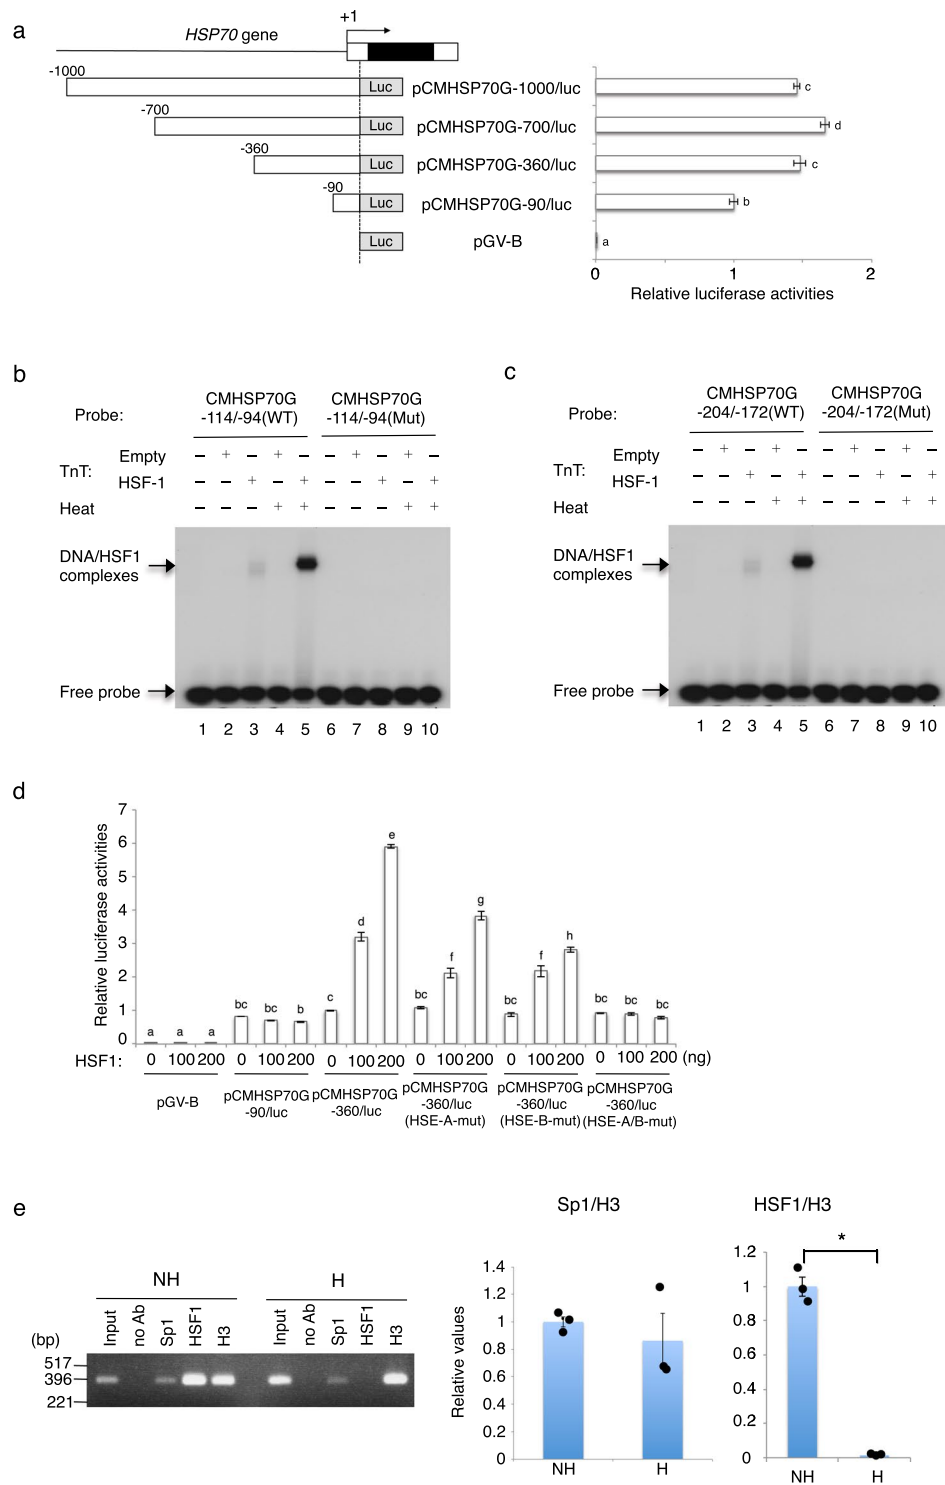 a
+1
HSP70 gene
-1000
Luc
pCMHSP70G-1000/luc
c
-700
Luc
pCMHSP70G-700/luc
d
-360
Luc
pCMHSP70G-360/luc
c
-90
Luc
pCMHSP70G-90/luc
b
Luc
pGV-B
a
0 1 2
Relative luciferase activities
b
Probe:
CMHSP70G
-114/-94(WT)
CMHSP70G
-114/-94(Mut)
TnT:
Empty − + − + − − + − + −
HSF-1 − − + − + − − + − +
Heat − − − + + − − − + +
DNA/HSF1
complexes
Free probe
1 2 3 4 5 6 7 8 9 10
c
Probe:
CMHSP70G
-204/-172(WT)
CMHSP70G
-204/-172(Mut)
TnT:
Empty − + − + − − + − + −
HSF-1 − − + − + − − + − +
Heat − − − + + − − − + +
DNA/HSF1
complexes
Free probe
1 2 3 4 5 6 7 8 9 10
d
Relative luciferase activities
7
6
5
4
3
2
1
0
a a a bc bc b c d e bc f g bc f h bc bc bc
HSF1: 0 100 200 0 100 200 0 100 200 0 100 200 0 100 200 0 100 200 (ng)
pGV-B
pCMHSP70G
-90/luc
pCMHSP70G
-360/luc
pCMHSP70G
-360/luc
(HSE-A-mut)
pCMHSP70G
-360/luc
(HSE-B-mut)
pCMHSP70G
-360/luc
(HSE-A/B-mut)
e
NH
H
(bp)
Input
no Ab
Sp1
HSF1
H3
Input
no Ab
Sp1
HSF1
H3
517
396
221
Sp1/H3
Relative values
1.4
1.2
1
0.8
0.6
0.4
0.2
0
NH H
HSF1/H3
*
1.2
1
0.8
0.6
0.4
0.2
0
NH H